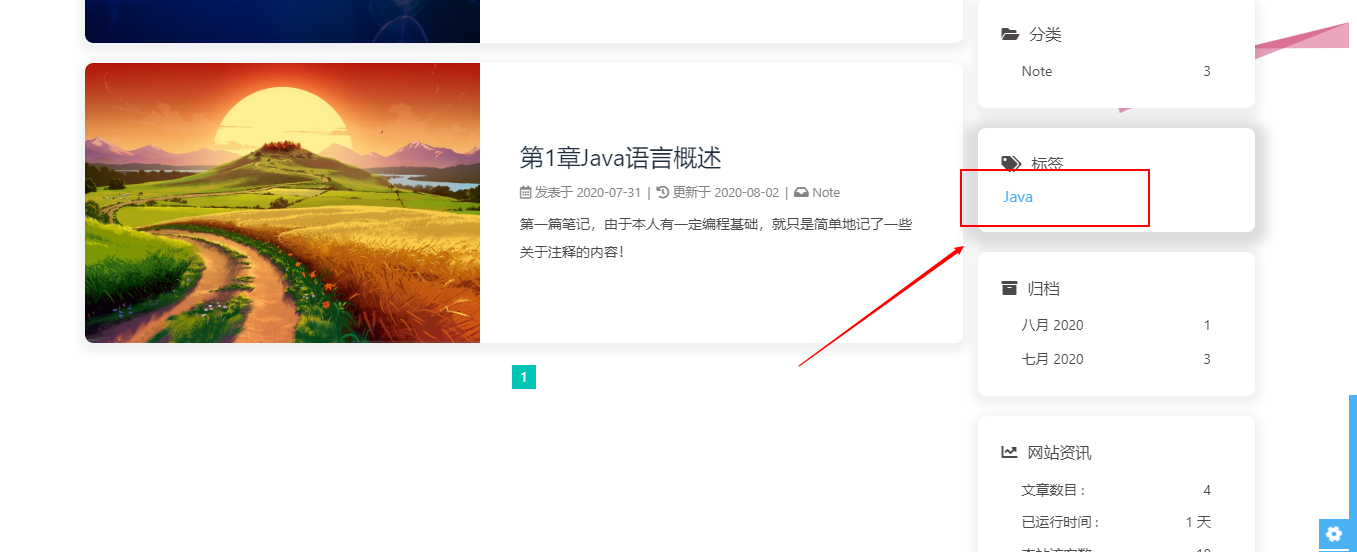 第1章Java语言概述
发表于 2020-07-31 | 更新于 2020-08-02 | Note
第一篇笔记，由于本人有一定编程基础，就只是简单地记了一些
关于注释的内容！
1
分类
Note 3
标签
Java
归档
八月 2020 1
七月 2020 3
网站资讯
文章数目 : 4
已运行时间 : 1 天